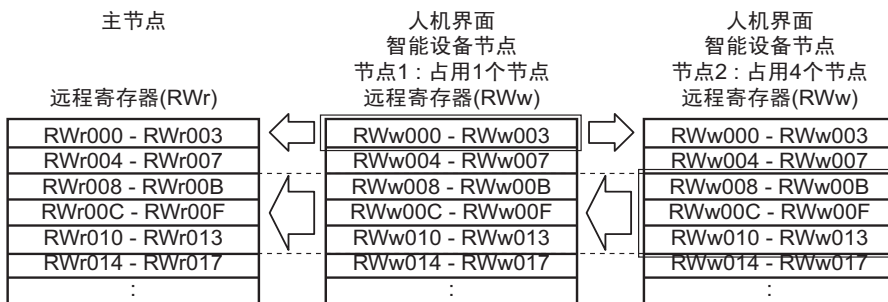 主节点
远程寄存器(RWr)
RWr000 - RWr003
RWr004 - RWr007
RWr008 - RWr00B
RWr00C - RWr00F
RWr010 - RWr013
RWr014 - RWr017
:
人机界面
智能设备节点
节点1 : 占用1个节点
远程寄存器(RWw)
RWw000 - RWw003
RWw004 - RWw007
RWw008 - RWw00B
RWw00C - RWw00F
RWw010 - RWw013
RWw014 - RWw017
:
人机界面
智能设备节点
节点2 : 占用4个节点
远程寄存器(RWw)
RWw000 - RWw003
RWw004 - RWw007
RWw008 - RWw00B
RWw00C - RWw00F
RWw010 - RWw013
RWw014 - RWw017
: